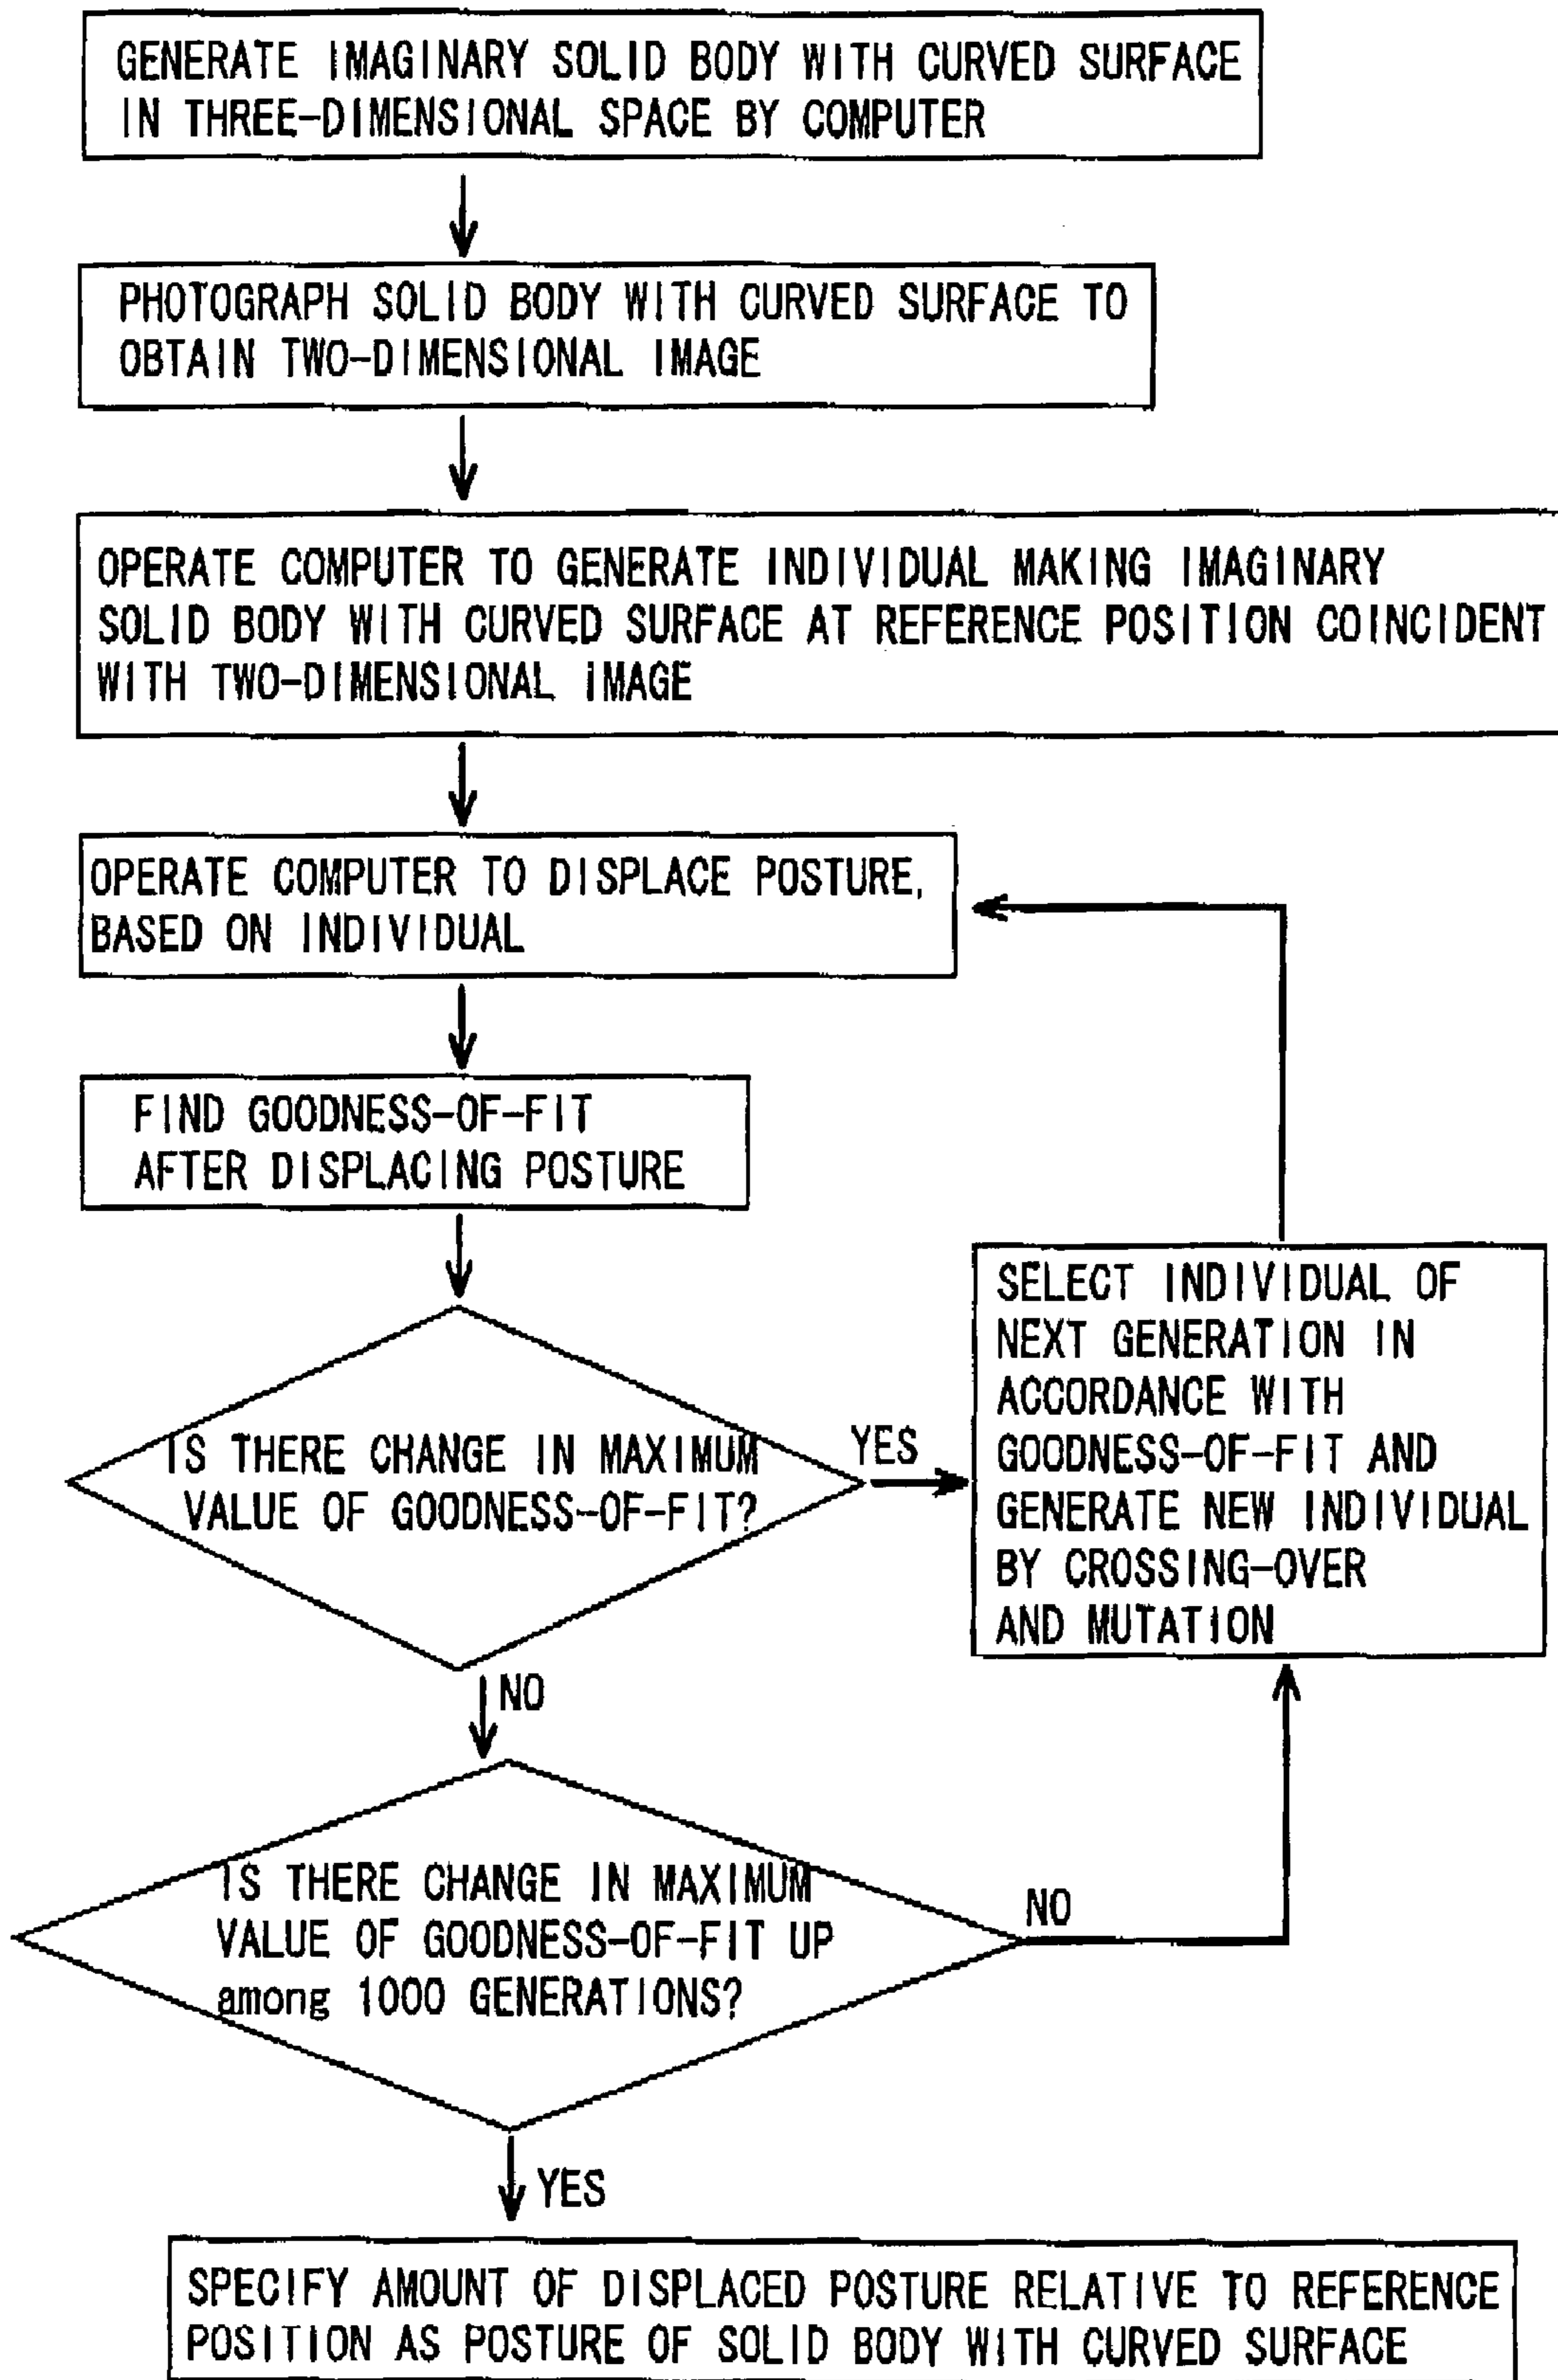 GENERATE IMAGINARY SOLID BODY WITH CURVED SURFACE
IN THREE-DIMENSIONAL SPACE BY COMPUTER
PHOTOGRAPH SOLID BODY WITH CURVED SURFACE TO
OBTAIN TWO-DIMENSIONAL IMAGE
OPERATE COMPUTER TO GENERATE INDIVIDUAL MAKING IMAGINARY
SOLID BODY WITH CURVED SURFACE AT REFERENCE POSITION COINCIDENT
WITH TWO-DIMENSIONAL IMAGE
OPERATE COMPUTER TO DISPLACE POSTURE,
BASED ON INDIVIDUAL
FIND GOODNESS-OF-FIT
AFTER DISPLACING POSTURE
IS THERE CHANGE IN MAXIMUM
VALUE OF GOODNESS-OF-FIT?
YES
SELECT INDIVIDUAL OF
NEXT GENERATION IN
ACCORDANCE WITH
GOODNESS-OF-FIT AND
GENERATE NEW INDIVIDUAL
BY CROSSING-OVER
AND MUTATION
NO
IS THERE CHANGE IN MAXIMUM
VALUE OF GOODNESS-OF-FIT UP
among 1000 GENERATIONS?
NO
YES
SPECIFY AMOUNT OF DISPLACED POSTURE RELATIVE TO REFERENCE
POSITION AS POSTURE OF SOLID BODY WITH CURVED SURFACE